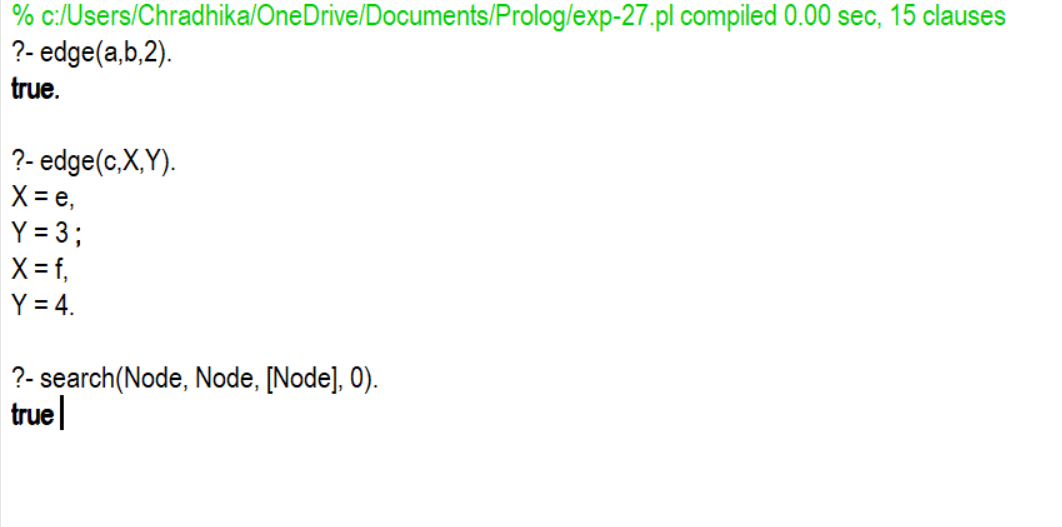 % c:/Users/Chradhika/OneDrive/Documents/Prolog/exp-27.pl compiled 0.00 sec, 15 clauses
?- edge(a,b,2).
true.
?- edge(c,X,Y).
X = e,
Y = 3 ;
X = f,
Y = 4.
?- search(Node, Node, [Node], 0).
true